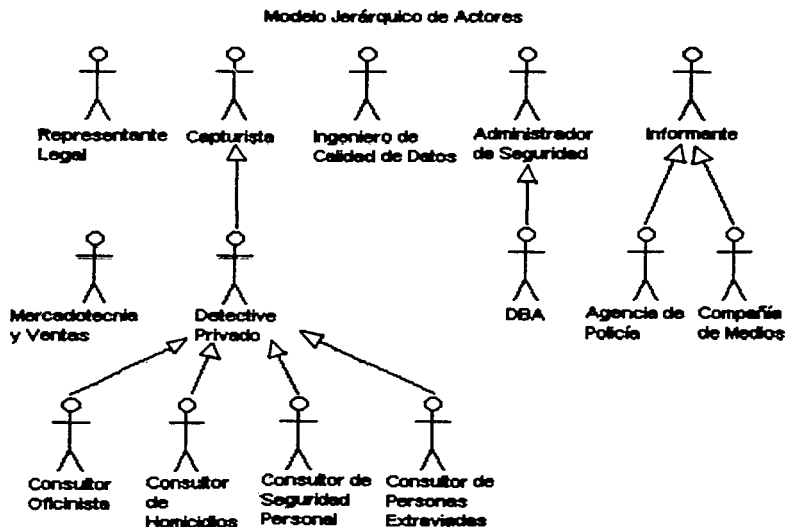 Modelo Jerárquico de Actores
Representante
Legal
Capturista
Ingeniero de
Calidad de Datos
Administrador
de Seguridad
Informante
Mercadotecnia
y Ventas
Detective
Privado
DBA
Agencia de
Policía
Compañía
de Medios
Consultor
Oficinista
Consultor
de
Homicidios
Consultor de
Seguridad
Personal
Consultor de
Personas
Extraviadas